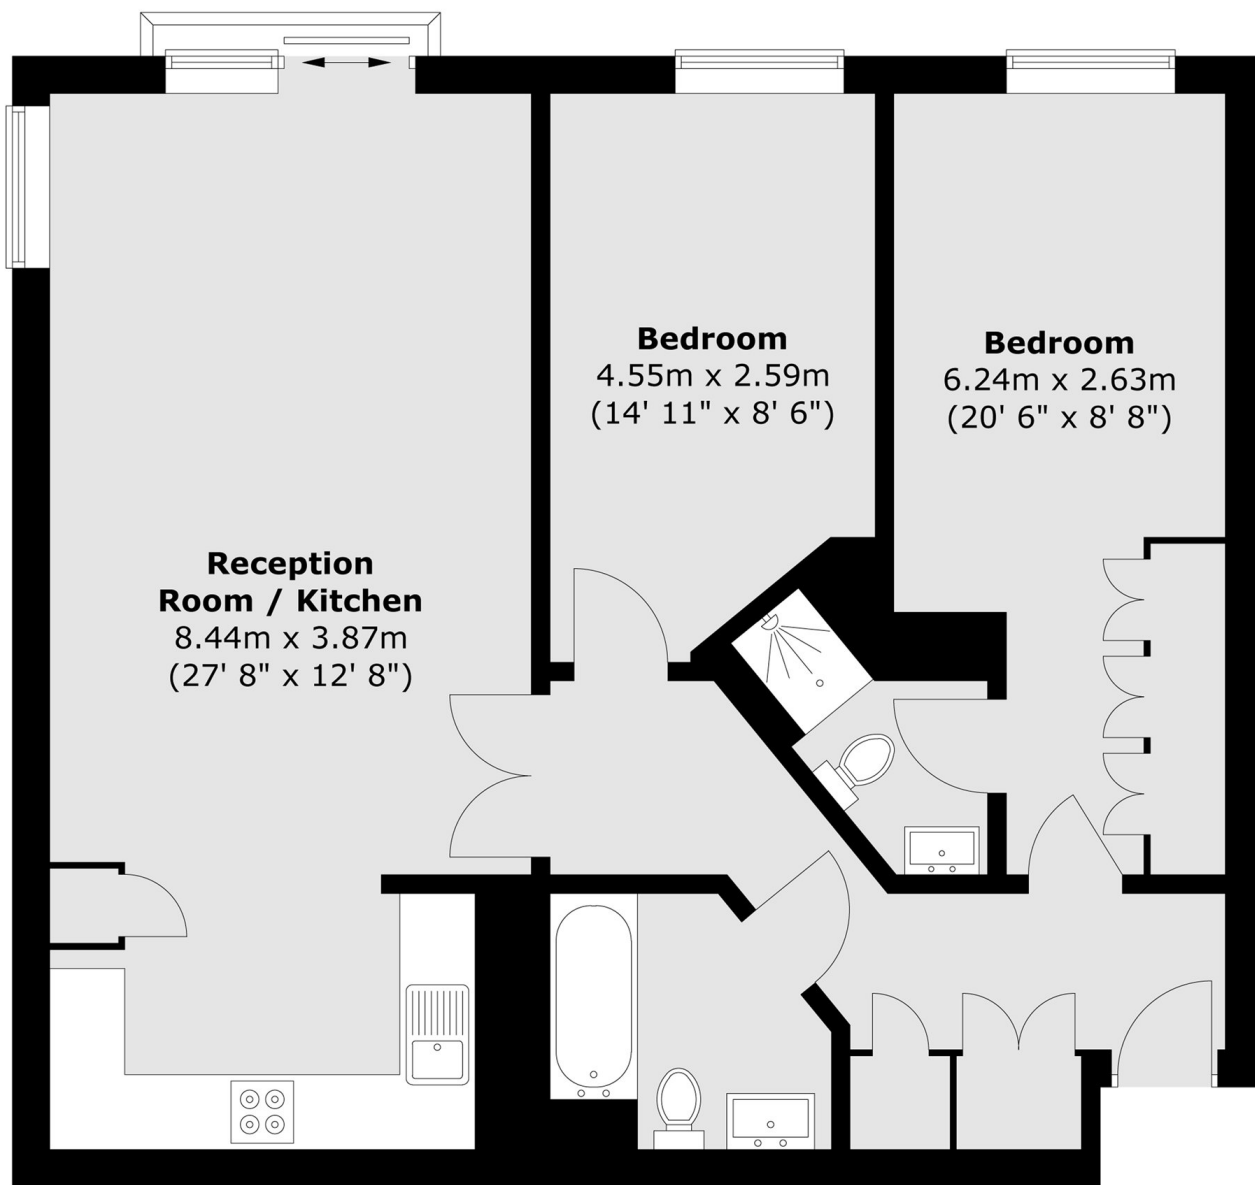 Bedroom
4.55m x 2.59m
(14' 11" x 8' 6")
Bedroom
6.24m x 2.63m
(20' 6" x 8' 8")
Reception
Room / Kitchen
8.44m x 3.87m
(27' 8" x 12' 8")